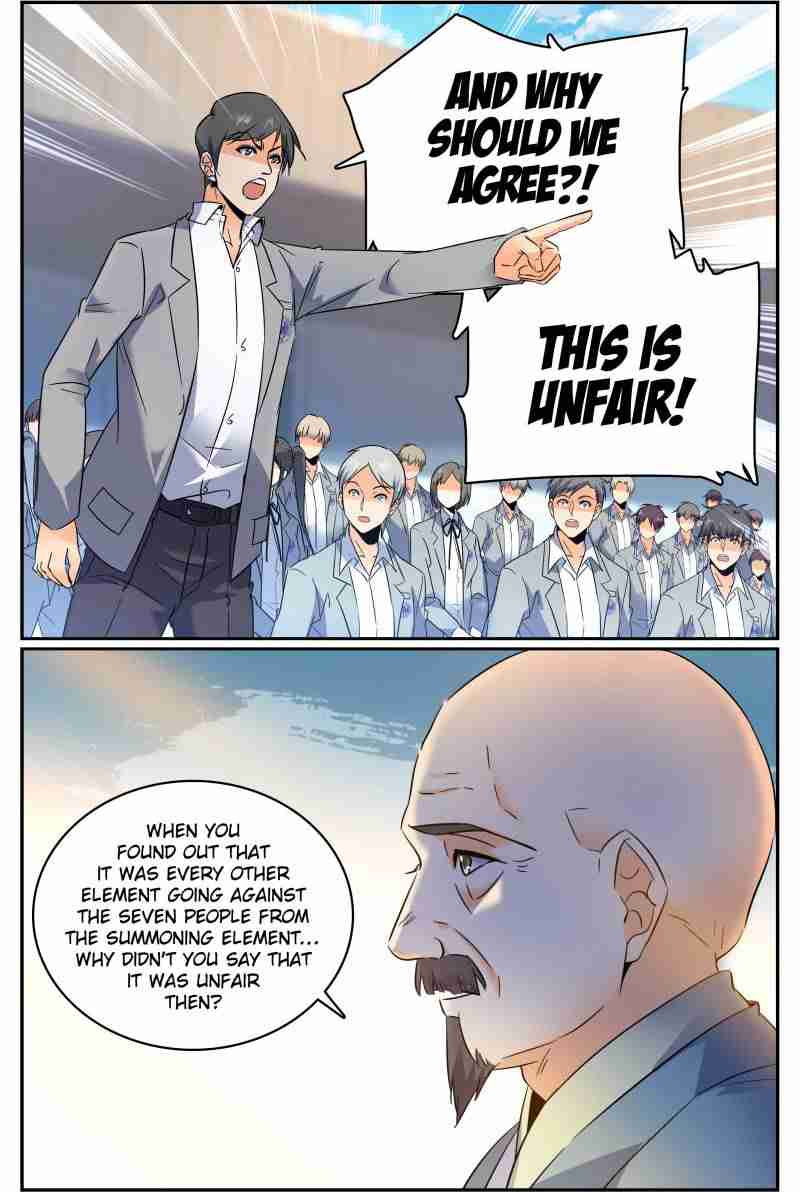 AND WHY
SHOULD WE
AGREE?!
THIS IS
UNFAIR!
WHEN YOU
FOUND OUT THAT
IT WAS EVERY OTHER
ELEMENT GOING AGAINST
THE SEVEN PEOPLE FROM
THE SUMMONING ELEMENT...
WHY DIDN'T YOU SAY THAT
IT WAS UNFAIR
THEN?